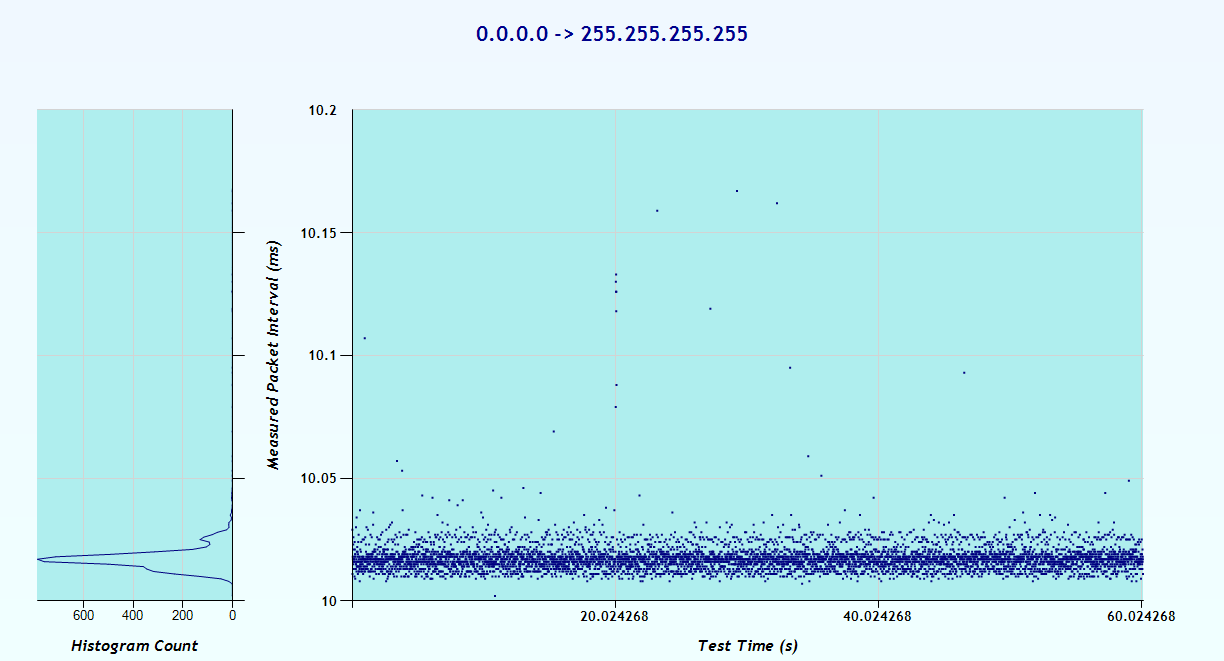 0.0.0.0 -> 255.255.255.255
10.2
10.15
10.1
10.05
10
Measured Packet Interval (ms)
600 400 200 0
20.024268 40.024268 60.024268
Histogram Count
Test Time (s)